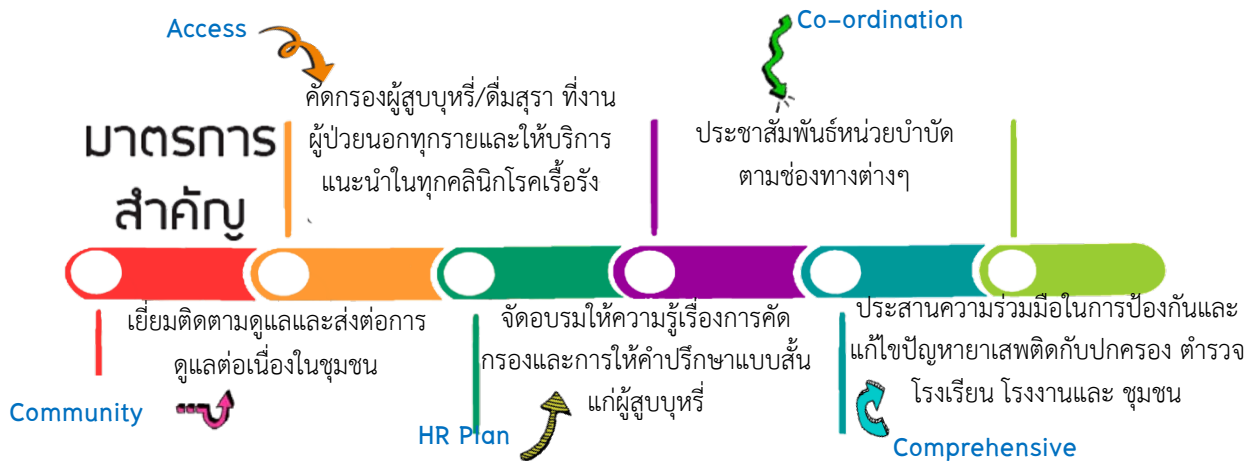 Access
Co-ordination
คัดกรองผู้สูบบุหรี่/ดื่มสุรา ที่งาน
ผู้ป่วยนอกทุกรายและให้บริการ
แนะนำในทุกคลินิกโรคเรื้อรัง
ประชาสัมพันธ์หน่วยบำบัด
ตามช่องทางต่างๆ
มาตรการ
สำคัญ
เยี่ยมติดตามดูแลและส่งต่อการ
ดูแลต่อเนื่องในชุมชน
Community
จัดอบรมให้ความรู้เรื่องการคัด
กรองและการให้คำปรึกษาแบบสั้น
แก่ผู้สูบบุหรี่
HR Plan
ประสานความร่วมมือในการป้องกันและ
แก้ไขปัญหายาเสพติดกับปกครอง ตำรวจ
โรงเรียน โรงงานและ ชุมชน
Comprehensive